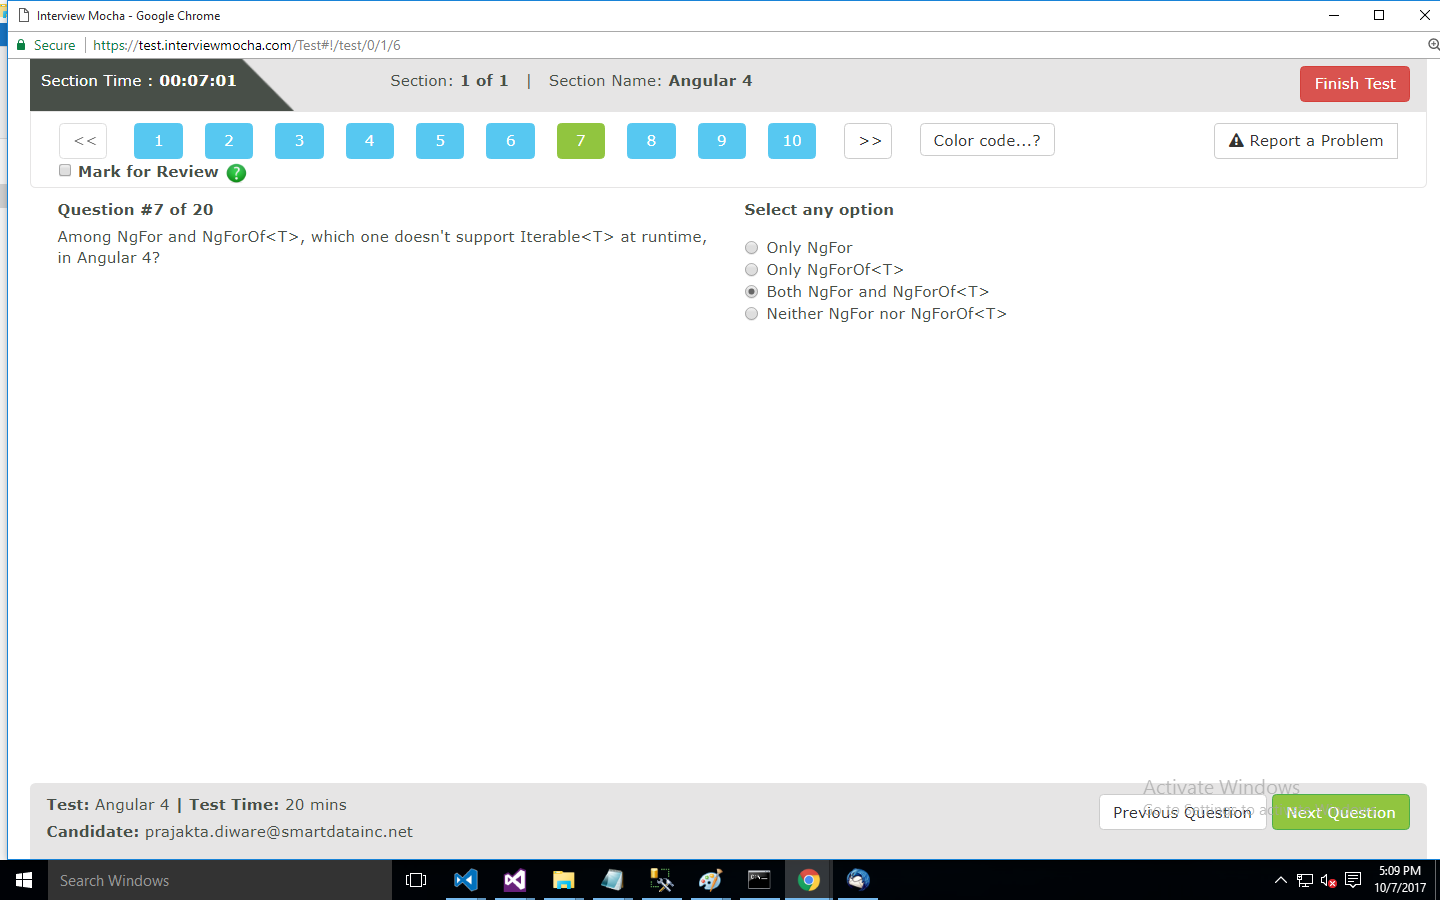 Interview Mocha - Google Chrome
Secure https://test.interviewmocha.com/Test#!/test/0/1/6
Section Time : 00:07:01 Section: 1 of 1 | Section Name: Angular 4 Finish Test
<< 1 2 3 4 5 6 7 8 9 10 >> Color code...? Report a Problem
Mark for Review ?
Question #7 of 20
Among NgFor and NgForOf<T>, which one doesn't support Iterable<T> at runtime,
in Angular 4?
Select any option
Only NgFor
Only NgForOf<T>
Both NgFor and NgForOf<T>
Neither NgFor nor NgForOf<T>
Test: Angular 4 | Test Time: 20 mins
Candidate: prajakta.diware@smartdatainc.net
Activate Windows
Go to Settings to
Previous Question Next Question
Search Windows
5:09 PM
10/7/2017